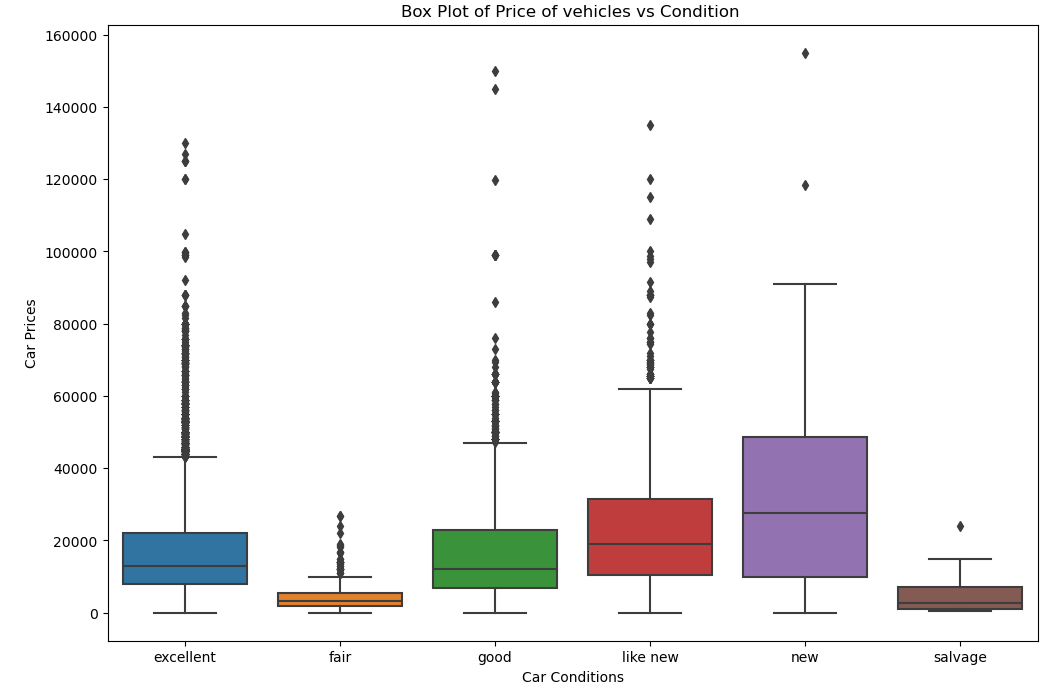 Box Plot of Price of vehicles vs Condition
160000
140000
120000
100000
80000
60000
40000
20000
0
Car Prices
excellent fair good like new new salvage
Car Conditions